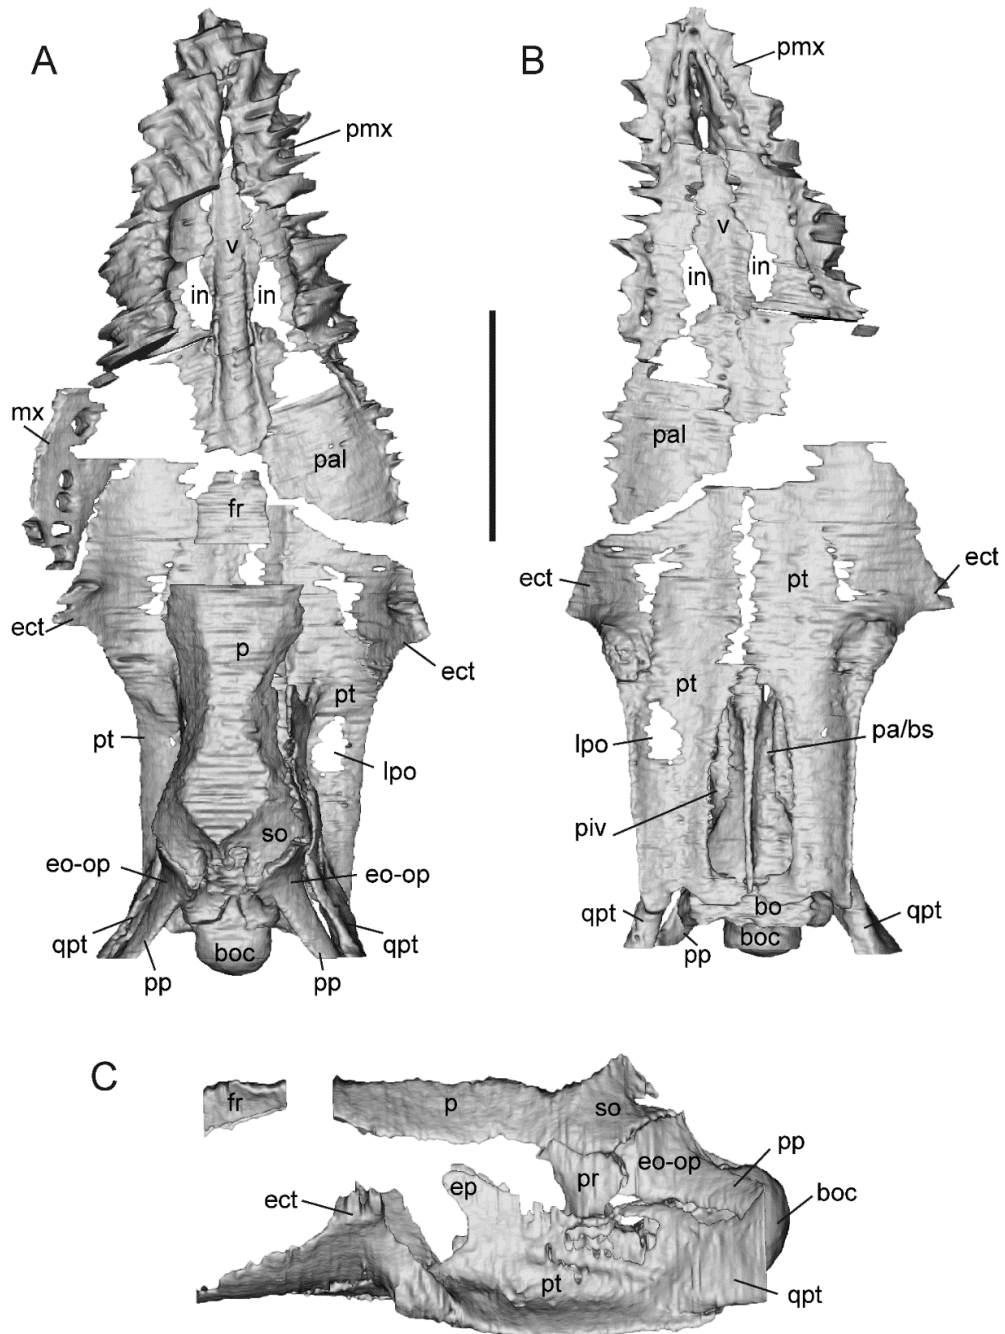 A
B
pmx
pmx
v
v
in
in
in
in
mx
pal
pal
fr
ect
ect
pt
ect
p
ect
pt
pt
pt
lpo
lpo
pa/bs
so
piv
eo-op
eo-op
bo
qpt
qpt
qpt
qpt
boc
boc
pp
pp
pp
C
fr
p
so
pp
eo-op
pr
ep
boc
ect
pt
qpt